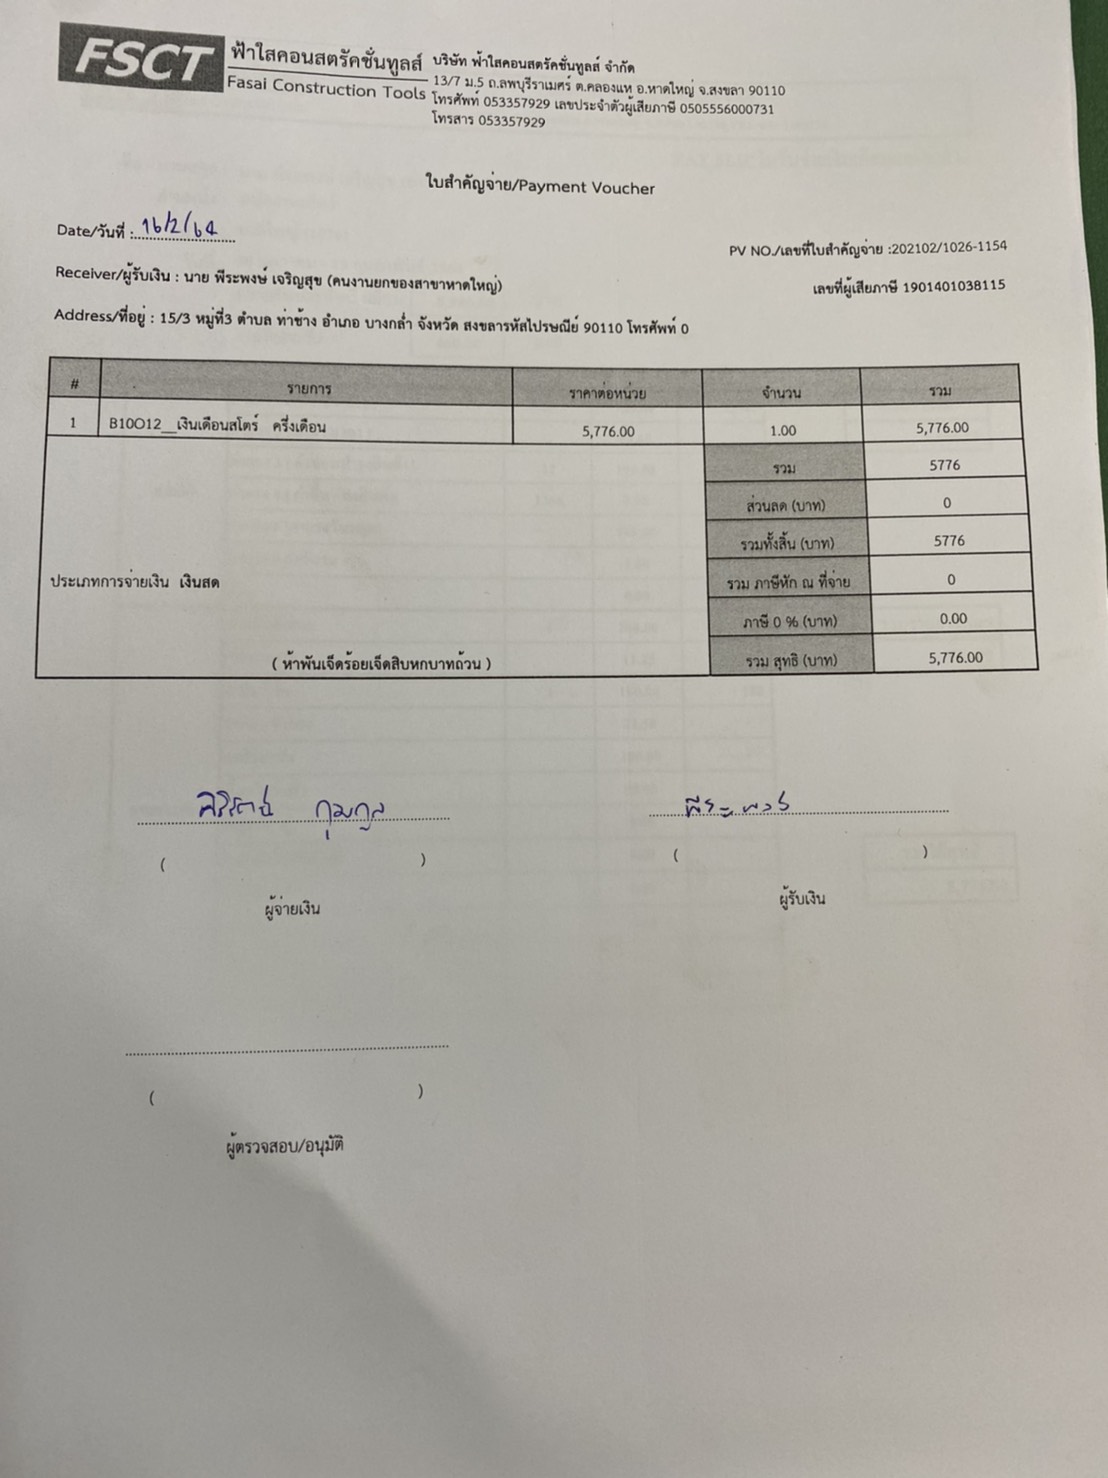 FSCT ฟ้าใสคอนสตรัคชั่นทูลส์
Fasai Construction Tools
บริษัท ฟ้าใสคอนสตรัคชั่นทูลส์ จำกัด
13/7 ม.5 ถ.ลพบุรีราเมศร์ ต.คลองแห อ.หาดใหญ่ จ.สงขลา 90110
โทรศัพท์ 053357929 เลขประจำตัวผู้เสียภาษี 0505556000731
โทรสาร 053357929
ใบสำคัญจ่าย/Payment Voucher
Date/วันที่ : 16/2/64
PV NO./เลขที่ใบสำคัญจ่าย :202102/1026-1154
Receiver/ผู้รับเงิน : นาย พีระพงษ์ เจริญสุข (คนงานยกของสาขาหาดใหญ่)
เลขที่ผู้เสียภาษี 1901401038115
Address/ที่อยู่ : 15/3 หมู่ที่3 ตำบล ท่าช้าง อำเภอ บางกล่ำ จังหวัด สงขลารหัสไปรษณีย์ 90110 โทรศัพท์ 0
# รายการ ราคาต่อหน่วย จำนวน รวม
1 B10O12__เงินเดือนสโตร์ ครึ่งเดือน 5,776.00 1.00 5,776.00
รวม 5776
ส่วนลด (บาท) 0
รวมทั้งสิ้น (บาท) 5776
ประเภทการจ่ายเงิน เงินสด
รวม ภาษีหัก ณ ที่จ่าย 0
ภาษี 0 % (บาท) 0.00
( ห้าพันเจ็ดร้อยเจ็ดสิบหกบาทถ้วน ) รวม สุทธิ (บาท) 5,776.00
พีระพงษ์
( ) ( )
ผู้จ่ายเงิน ผู้รับเงิน
( )
ผู้ตรวจสอบ/อนุมัติ